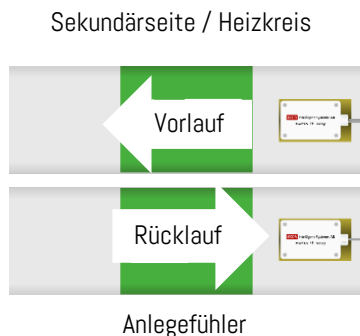 Sekundärseite / Heizkreis
Vorlauf
Rücklauf
Anlegefühler